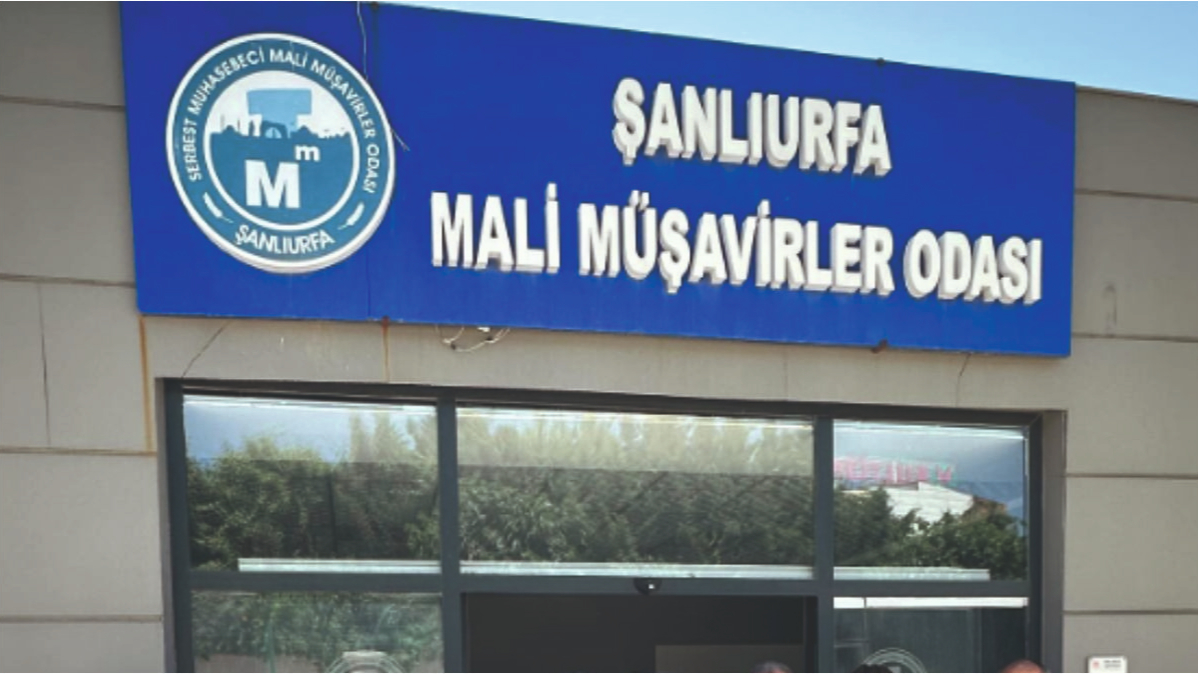 SERBEST MUHASEBECİ MALİ MÜŞAVİRLER ODASI
Mm
ŞANLIURFA
ŞANLIURFA
MALİ MÜŞAVİRLER ODASI